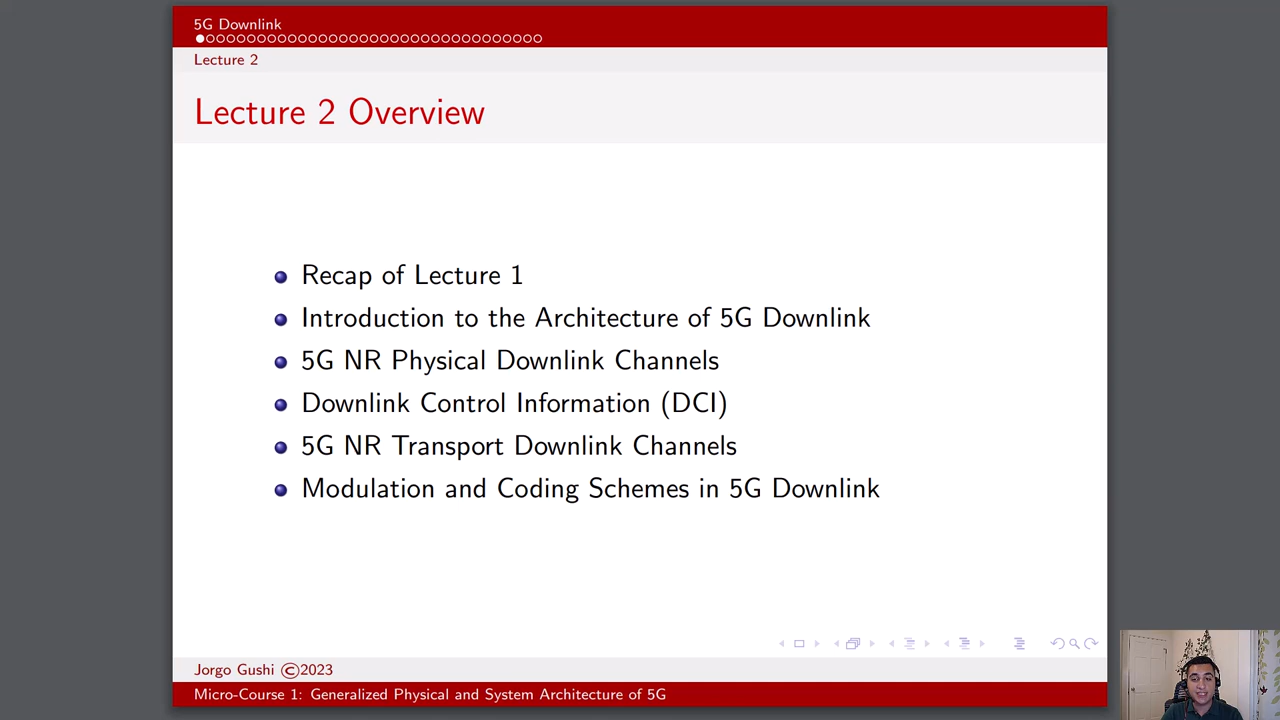 5G Downlink
Lecture 2
Lecture 2 Overview
Recap of Lecture 1
Introduction to the Architecture of 5G Downlink
5G NR Physical Downlink Channels
Downlink Control Information (DCI)
5G NR Transport Downlink Channels
Modulation and Coding Schemes in 5G Downlink
Jorgo Gushi ©2023
Micro-Course 1: Generalized Physical and System Architecture of 5G